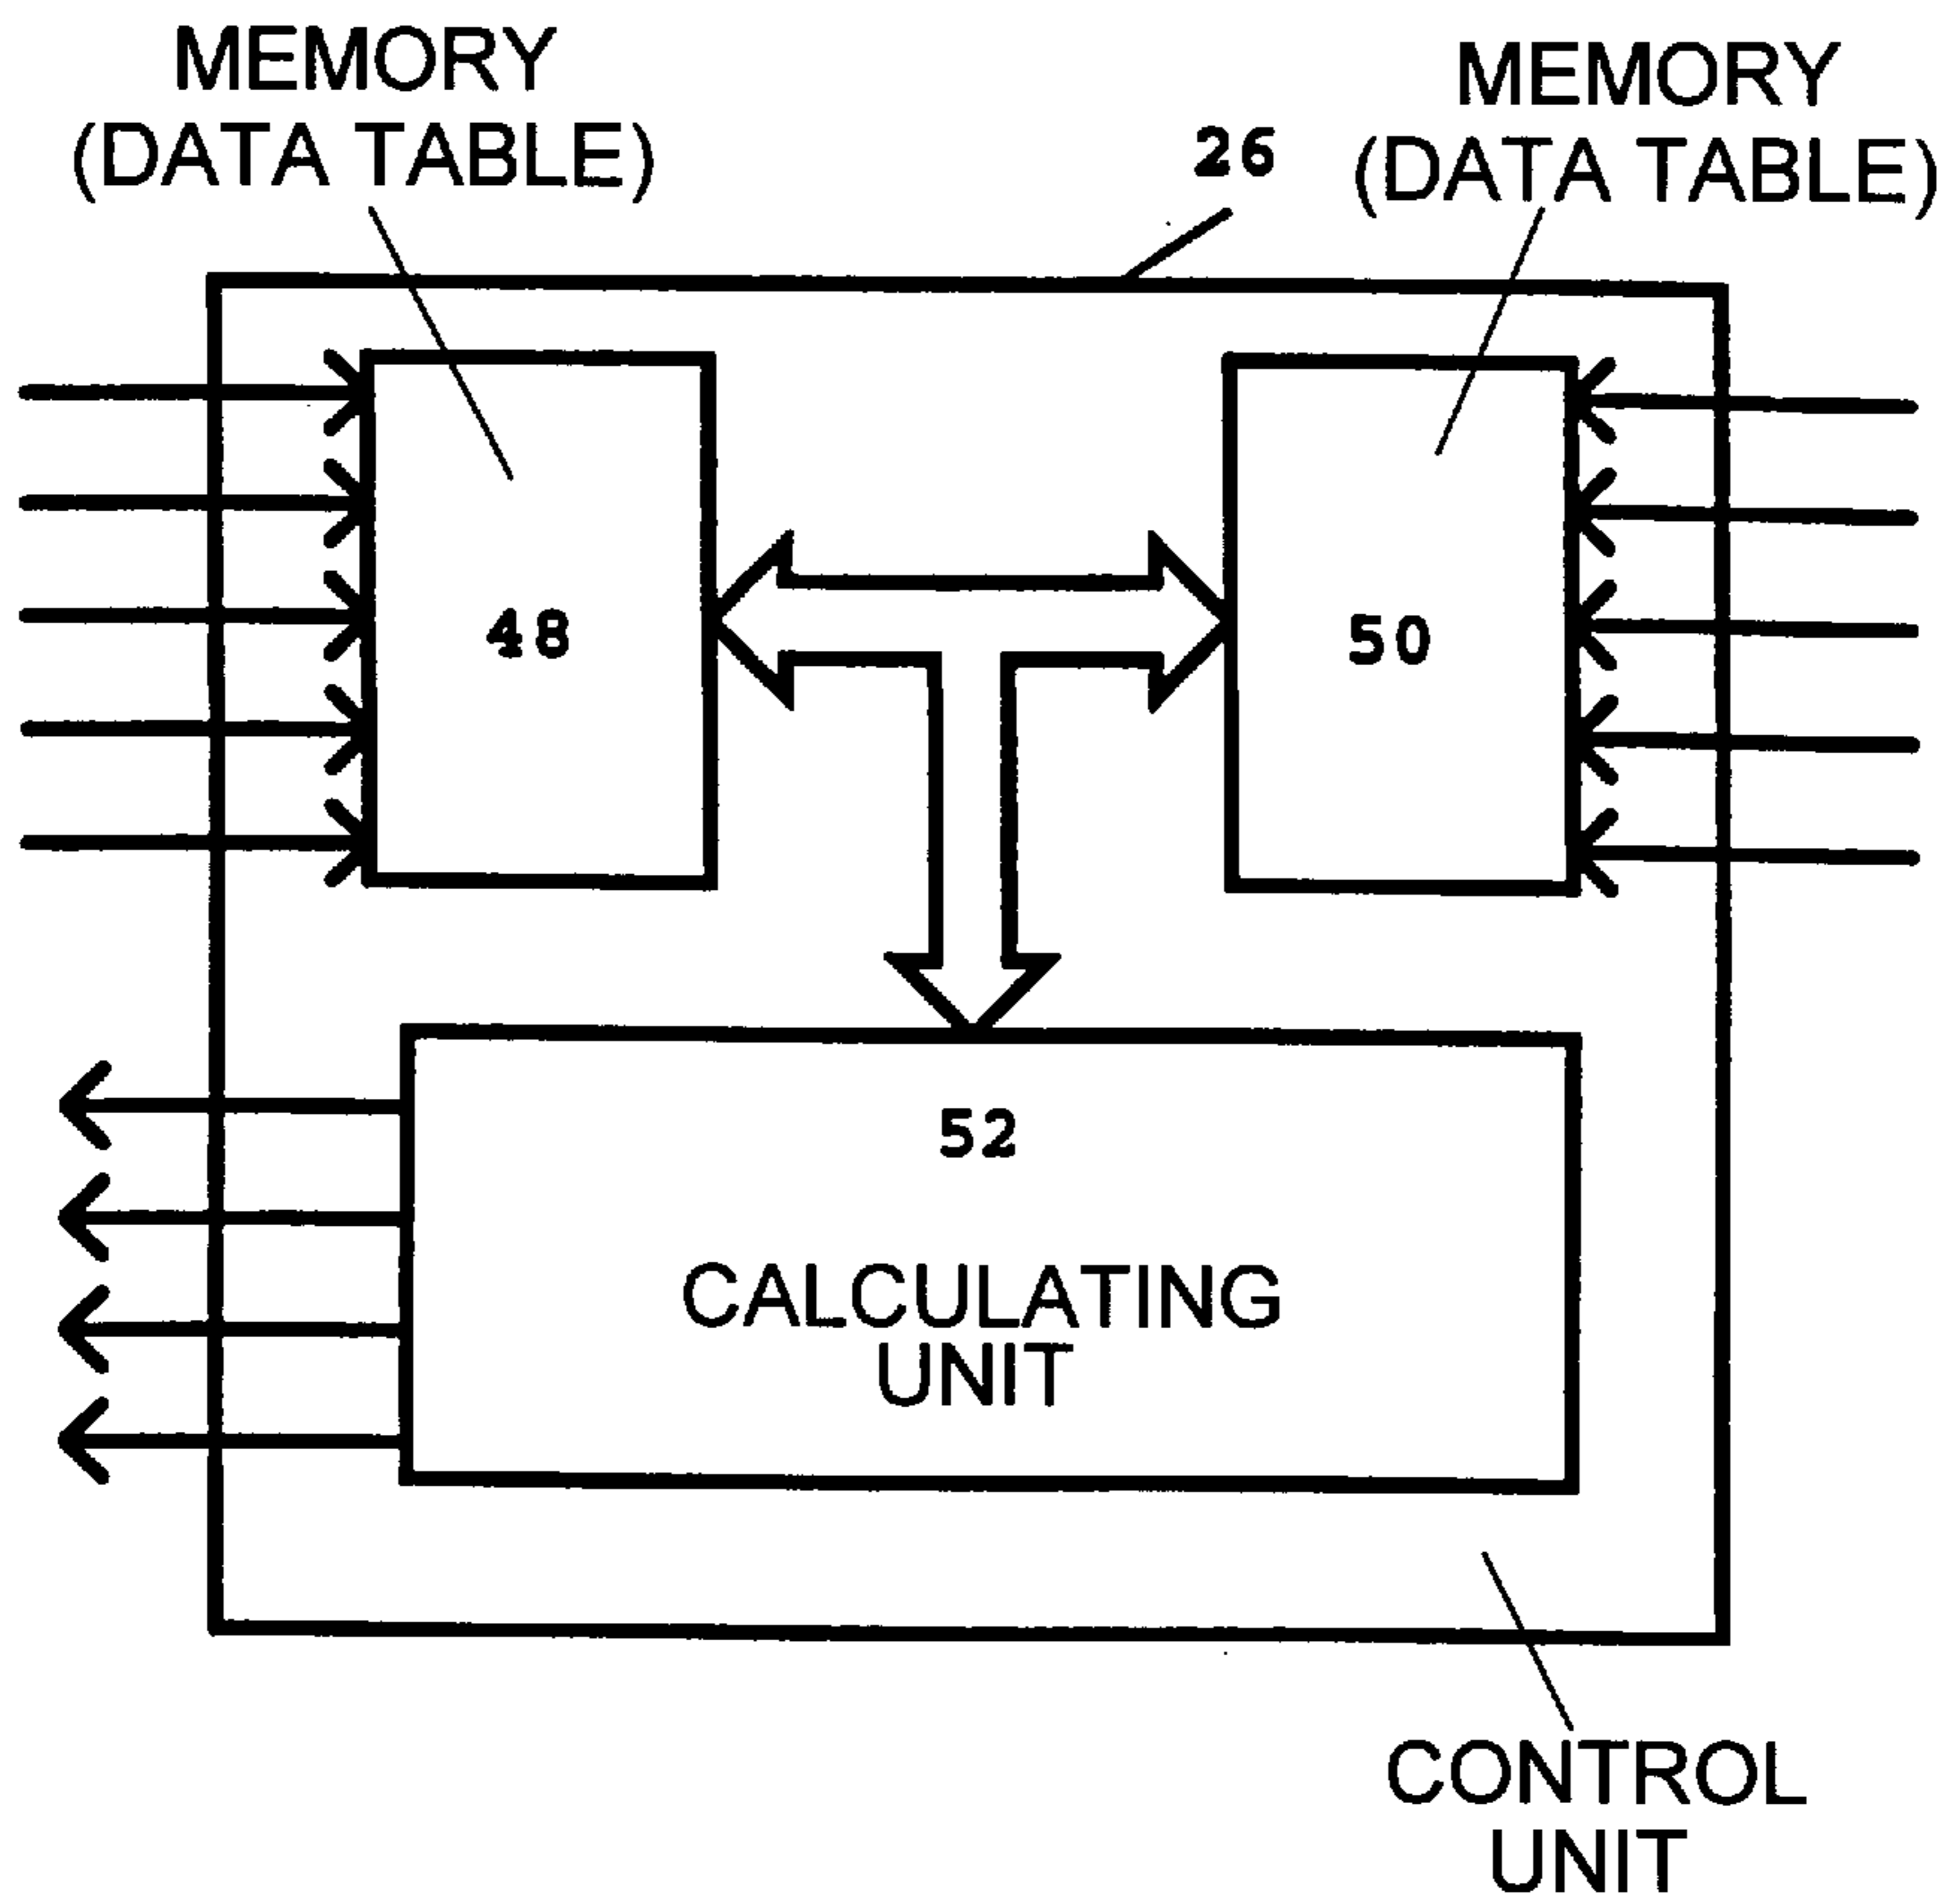 MEMORY
(DATA TABLE)
26
MEMORY
(DATA TABLE)
48
50
52
CALCULATING
UNIT
CONTROL
UNIT